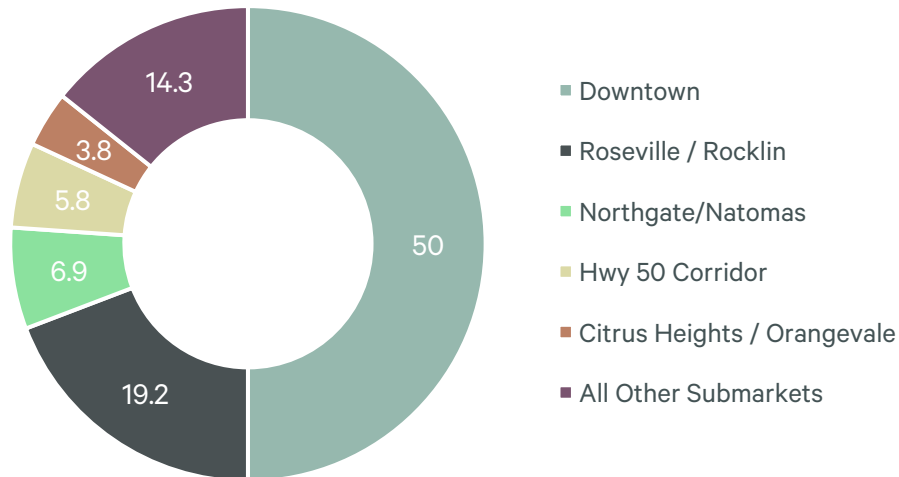 14.3
3.8
5.8
6.9
19.2
50
Downtown
Roseville / Rocklin
Northgate/Natomas
Hwy 50 Corridor
Citrus Heights / Orangevale
All Other Submarkets